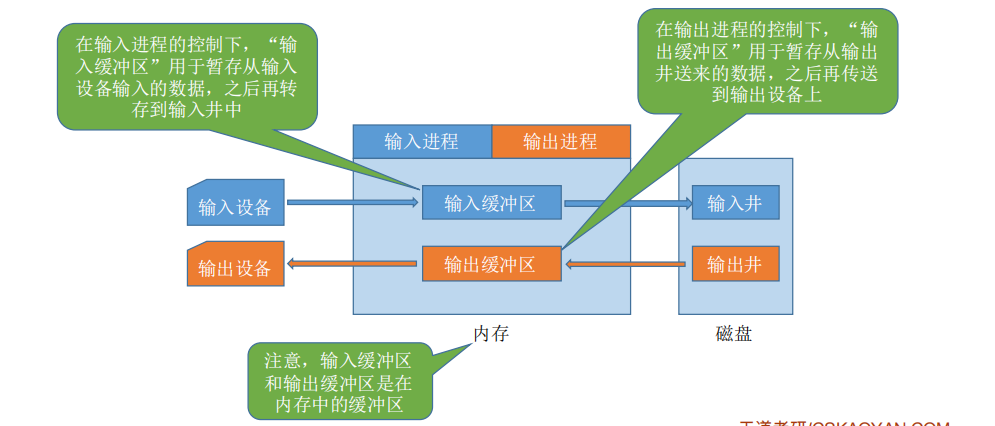 在输入进程的控制下，“输
入缓冲区”用于暂存从输入
设备输入的数据，之后再转
存到输入井中
在输出进程的控制下，“输
出缓冲区”用于暂存从输出
井送来的数据，之后再传送
到输出设备上
输入进程
输出进程
输入设备
输入缓冲区
输入井
输出设备
输出缓冲区
输出井
内存
磁盘
注意，输入缓冲区
和输出缓冲区是在
内存中的缓冲区
王道考研/CSKAOYAN.COM